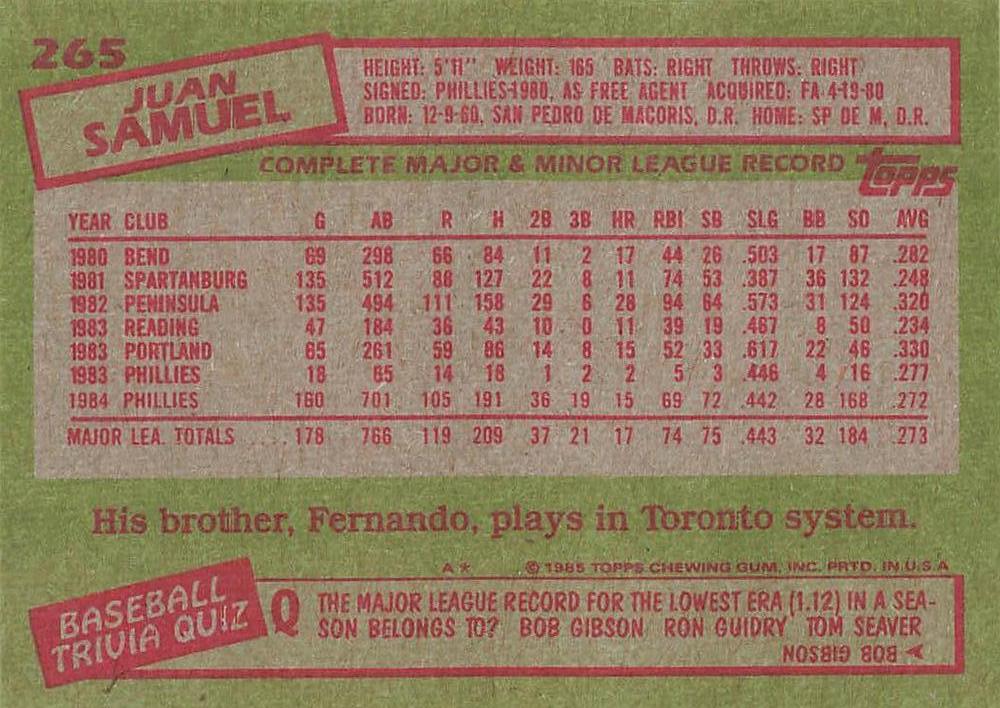 265
JUAN
SAMUEL
HEIGHT: 5'11" WEIGHT: 165 BATS: RIGHT THROWS: RIGHT
SIGNED: PHILLIES-1980, AS FREE AGENT ACQUIRED: FA 4-19-80
BORN: 12-9-60, SAN PEDRO DE MACORIS, D.R. HOME: SP DE M, D.R.
COMPLETE MAJOR & MINOR LEAGUE RECORD
topps
YEAR CLUB G AB R H 2B 3B HR RBI SB SLG BB SO AVG
1980 BEND 69 298 66 84 11 2 17 44 26 .503 17 87 .282
1981 SPARTANBURG 135 512 88 127 22 8 11 74 53 .387 36 132 .248
1982 PENINSULA 135 494 111 158 29 6 28 94 64 .573 31 124 .320
1983 READING 47 184 36 43 10 0 11 39 19 .467 8 50 .234
1983 PORTLAND 65 261 59 86 14 8 15 52 33 .617 22 46 .330
1983 PHILLIES 18 65 14 18 1 2 2 5 3 .446 4 16 .277
1984 PHILLIES 160 701 105 191 36 19 15 69 72 .442 28 168 .272
MAJOR LEA. TOTALS .... 178 766 119 209 37 21 17 74 75 .443 32 184 .273
His brother, Fernando, plays in Toronto system.
A* © 1985 TOPPS CHEWING GUM, INC. PRTD. IN U.S.A
BASEBALL
TRIVIA QUIZ
Q THE MAJOR LEAGUE RECORD FOR THE LOWEST ERA (1.12) IN A SEA-
SON BELONGS TO? BOB GIBSON RON GUIDRY TOM SEAVER
BOB GIBSON